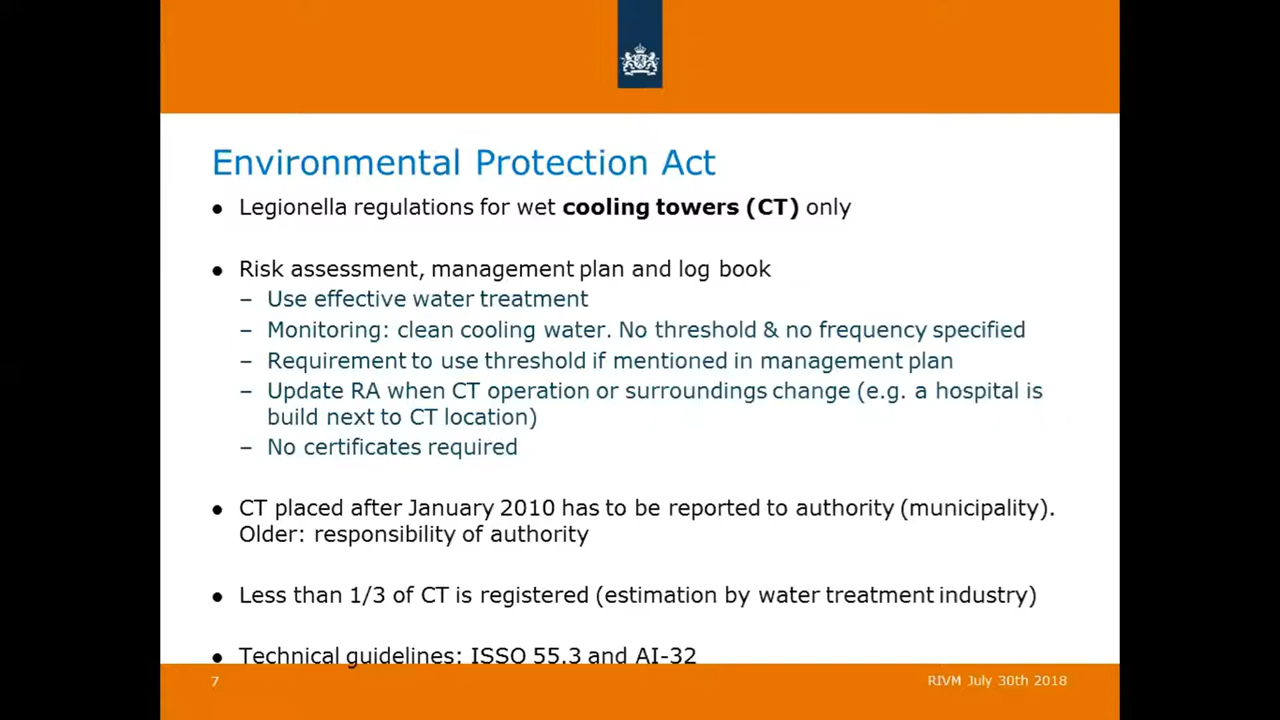 Environmental Protection Act
● Legionella regulations for wet cooling towers (CT) only
● Risk assessment, management plan and log book
– Use effective water treatment
– Monitoring: clean cooling water. No threshold & no frequency specified
– Requirement to use threshold if mentioned in management plan
– Update RA when CT operation or surroundings change (e.g. a hospital is
build next to CT location)
– No certificates required
● CT placed after January 2010 has to be reported to authority (municipality).
Older: responsibility of authority
● Less than 1/3 of CT is registered (estimation by water treatment industry)
● Technical guidelines: ISSO 55.3 and AI-32
7
RIVM July 30th 2018